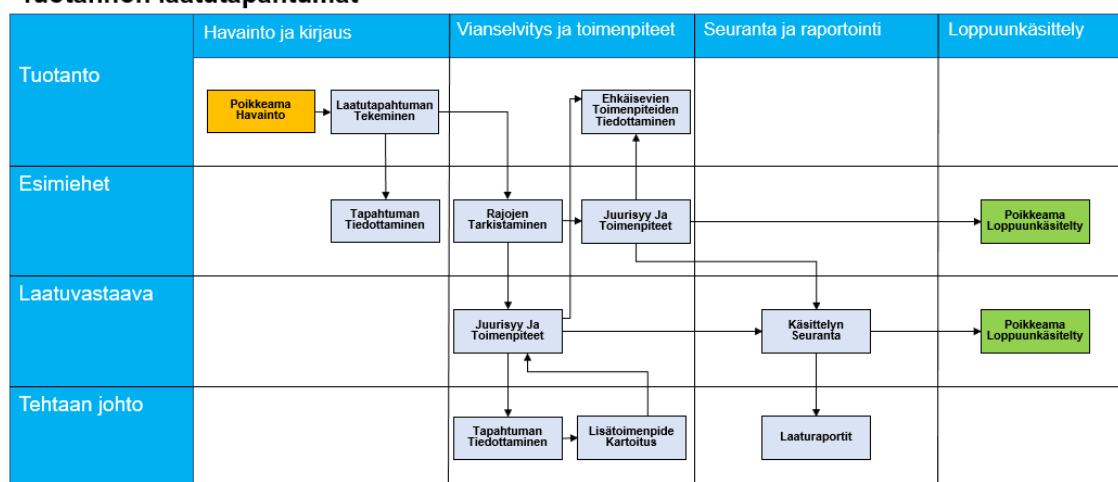 Tuotannon laatutapahtumat
Havainto ja kirjaus
Vianselvitys ja toimenpiteet
Seuranta ja raportointi
Loppuunkäsittely
Tuotanto
Poikkeama
Havainto
Laatutapahtuman
Tekeminen
Ehkäisevien
Toimenpiteiden
Tiedottaminen
Esimiehet
Tapahtuman
Tiedottaminen
Rajojen
Tarkistaminen
Juurisyy Ja
Toimenpiteet
Poikkeama
Loppuunkäsitelty
Laatuvastaava
Juurisyy Ja
Toimenpiteet
Käsittelyn
Seuranta
Poikkeama
Loppuunkäsitelty
Tehtaan johto
Tapahtuman
Tiedottaminen
Lisätoimenpide
Kartoitus
Laaturaportit